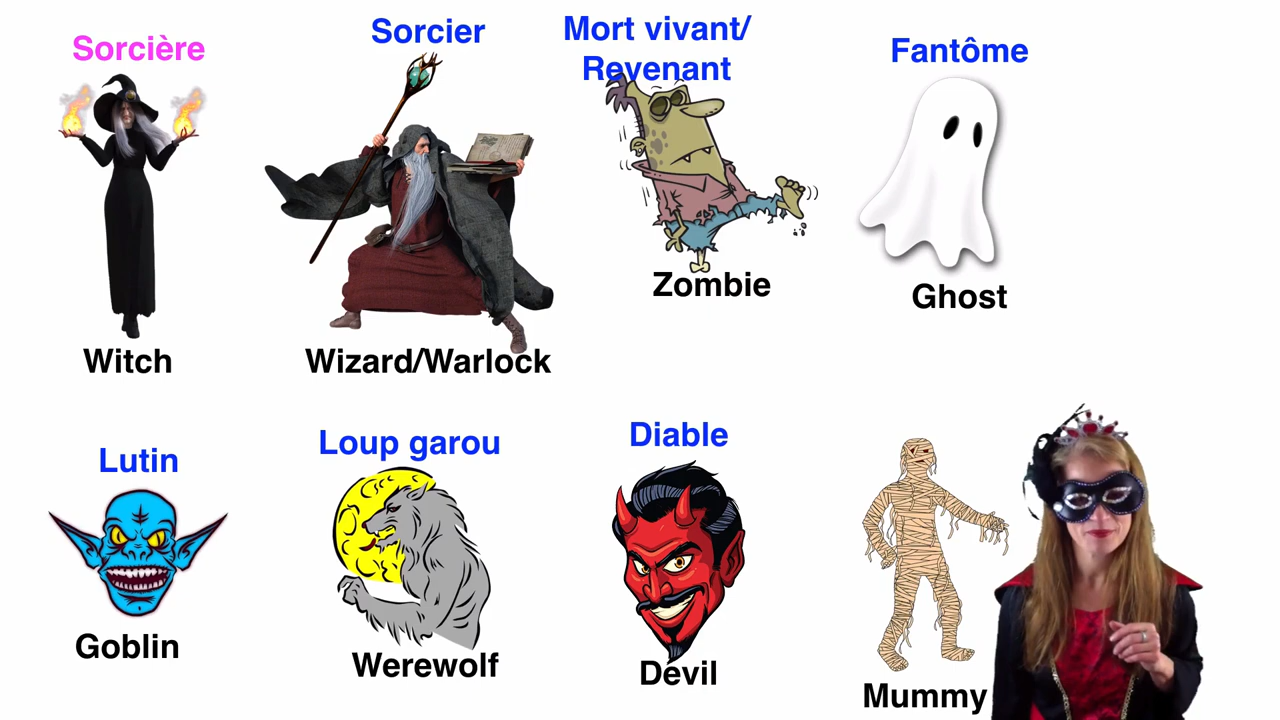 Sorcière
Sorcier
Mort vivant/
Revenant
Fantôme
Witch
Wizard/Warlock
Zombie
Ghost
Lutin
Loup garou
Diable
Goblin
Werewolf
Devil
Mummy